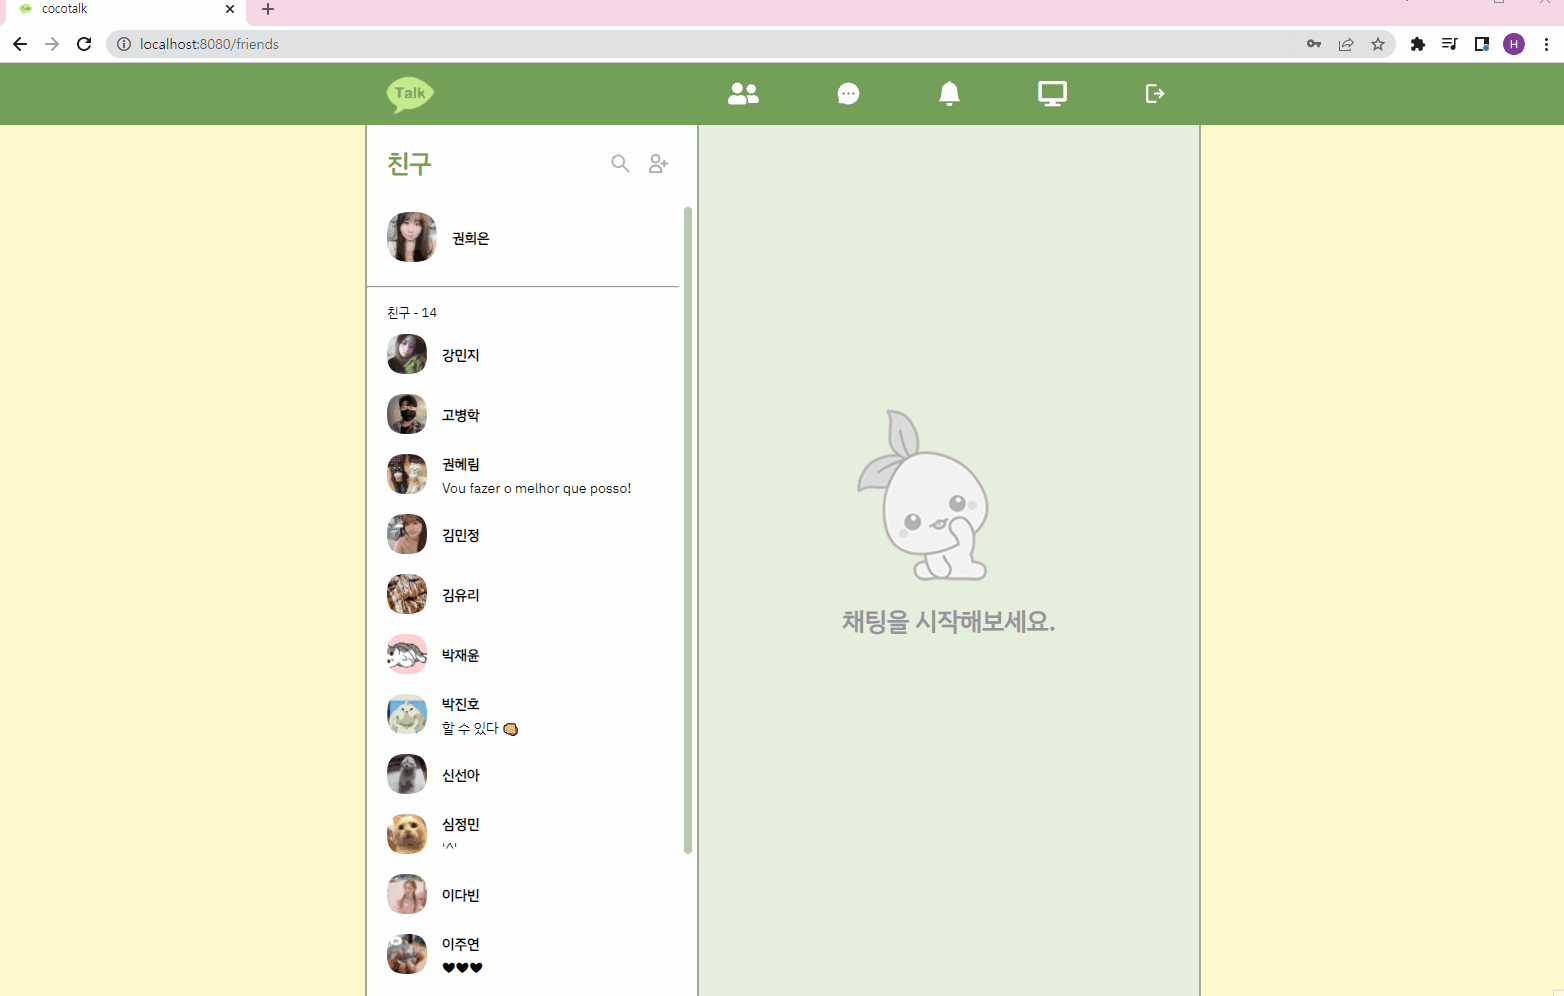 cocotalk
localhost:8080/friends
H
Talk
친구
권희은
친구 - 14
강민지
고병학
권혜림
Vou fazer o melhor que posso!
김민정
김유리
박재윤
박진호
할 수 있다 👊
신선아
심정민
'^'
이다빈
이주연
♥♥♥
채팅을 시작해보세요.